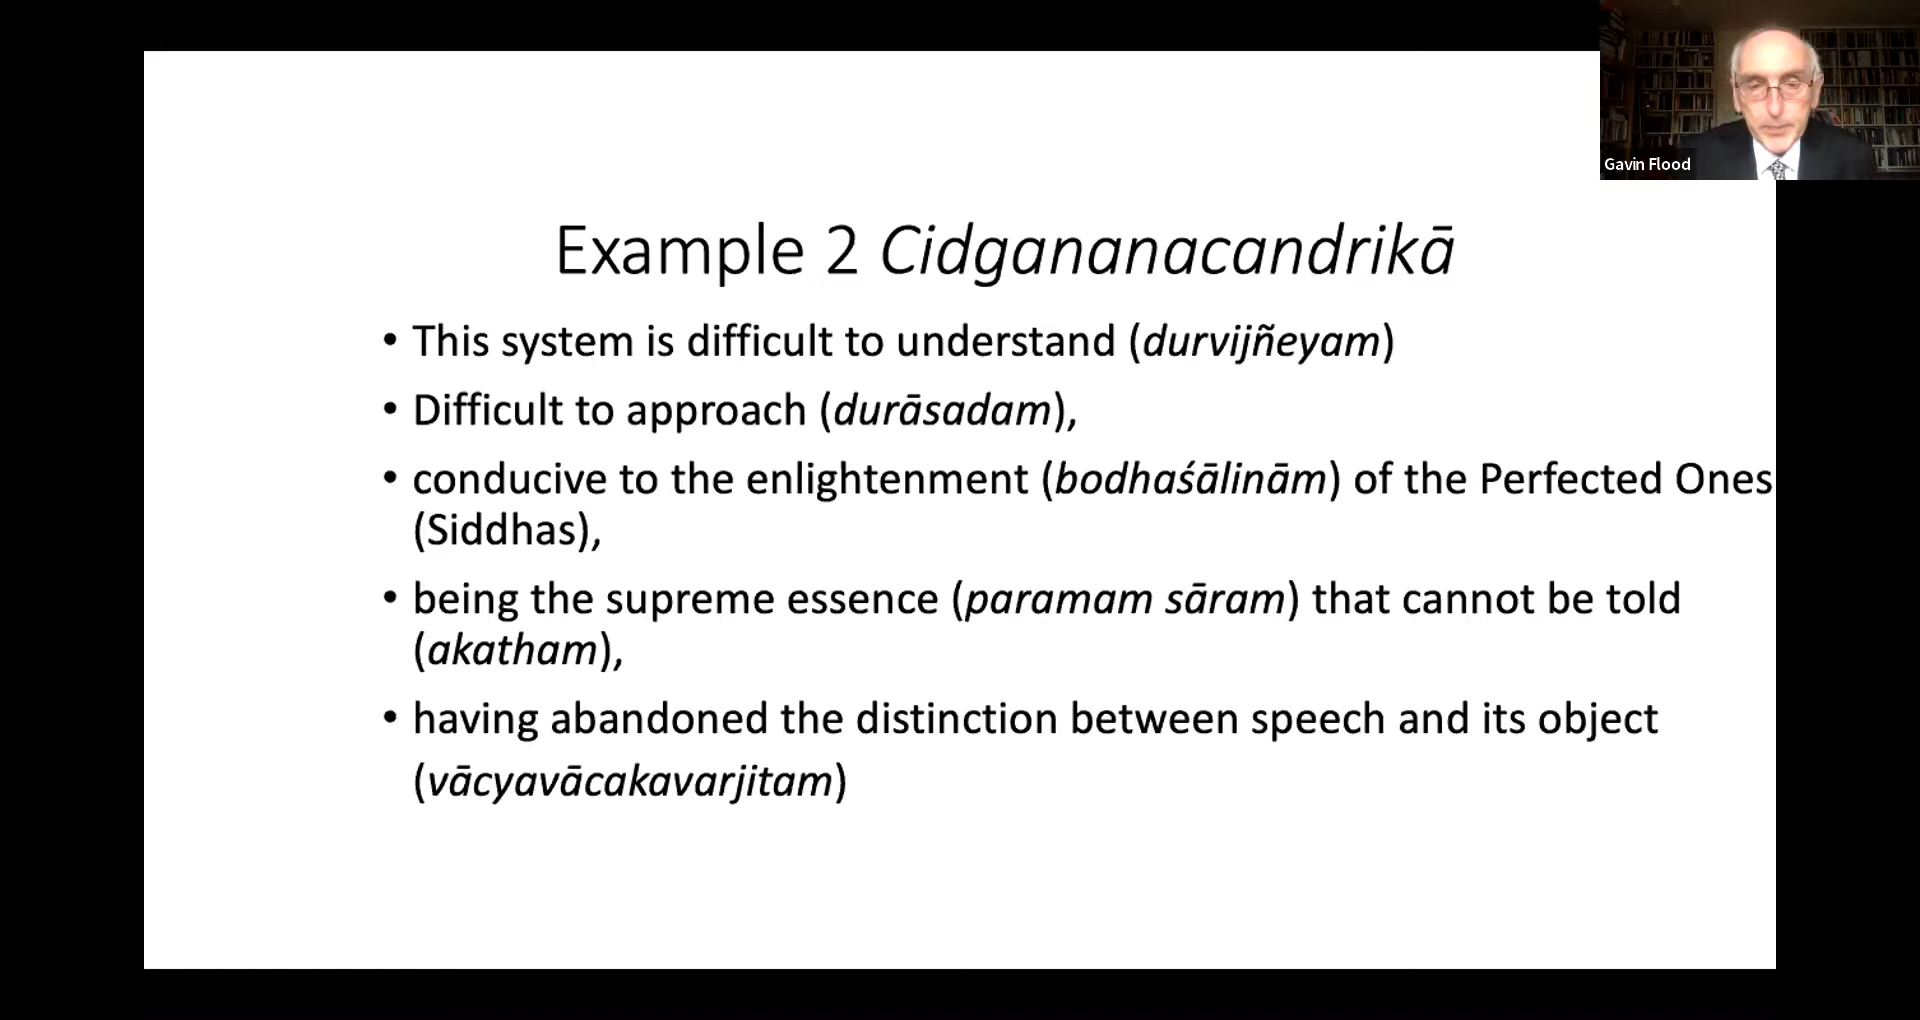 Gavin Flood
Example 2 Cidgananacandrikā
• This system is difficult to understand (durvijñeyam)
• Difficult to approach (durāsadam),
• conducive to the enlightenment (bodhaśālinām) of the Perfected Ones
(Siddhas),
• being the supreme essence (paramam sāram) that cannot be told
(akatham),
• having abandoned the distinction between speech and its object
(vācyavācakavarjitam)